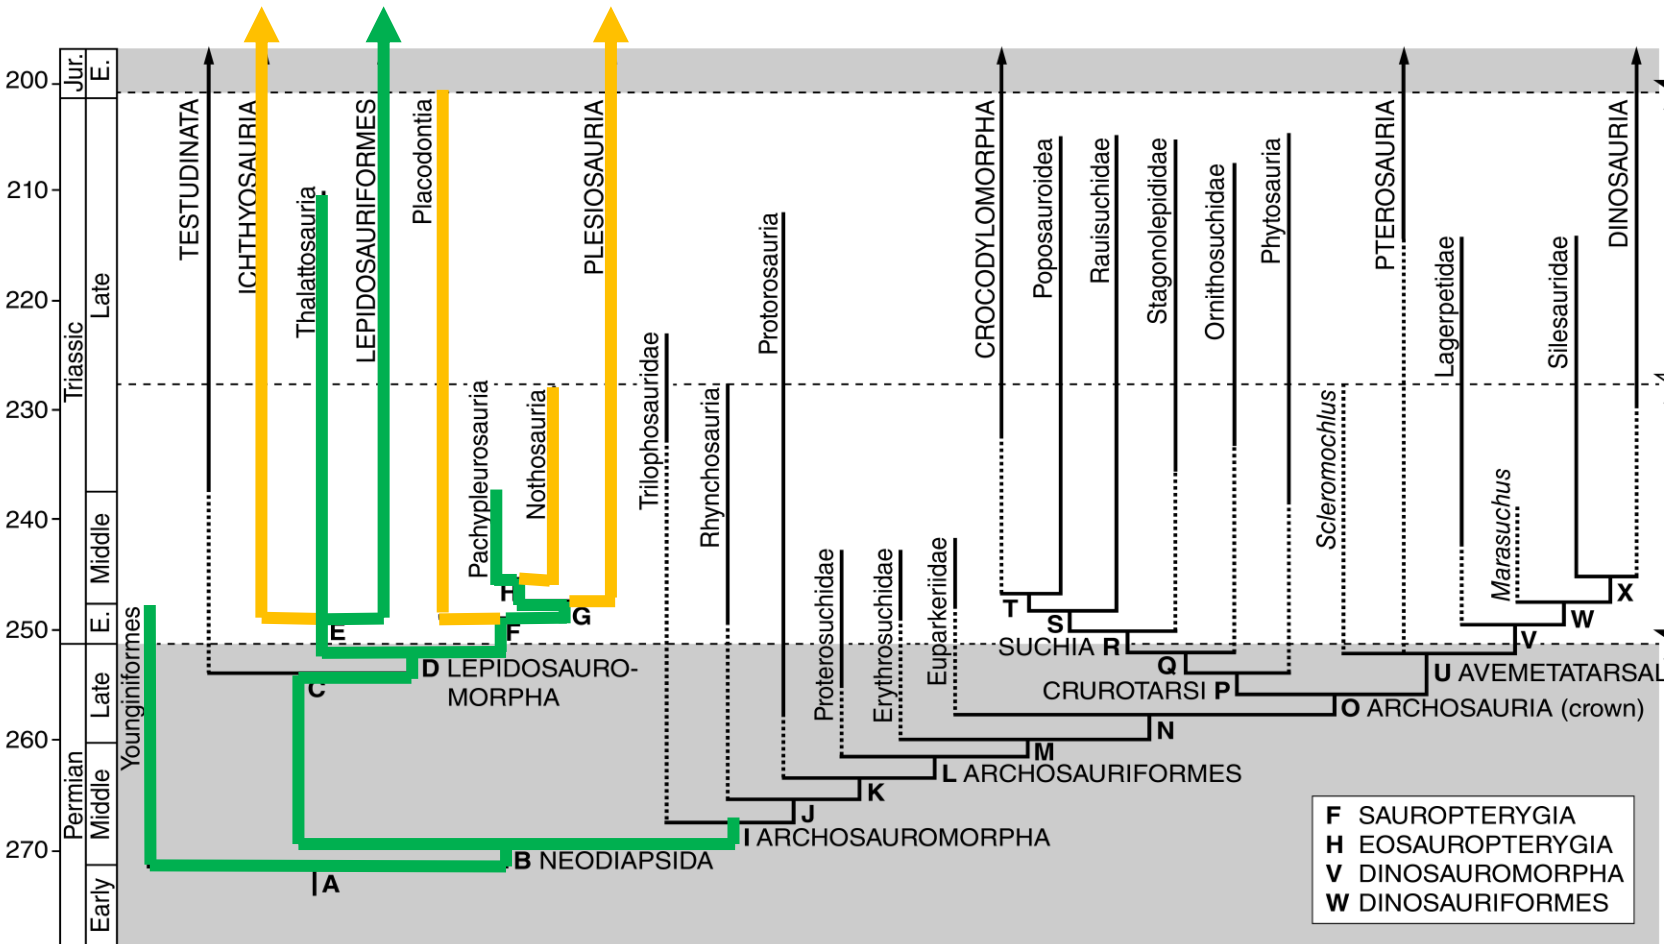 200
210
220
230
240
250
260
270
Jur.
E.
Triassic
Late
Middle
E.
Permian
Late
Middle
Early
Younginiformes
TESTUDINATA
ICHTHYOSAURIA
Thalattosauria
LEPIDOSAURIFORMES
Placodontia
Pachypleurosauria
Nothosauria
PLESIOSAURIA
Trilophosauridae
Rhynchosauria
Protorosauria
Proterosuchidae
Erythrosuchidae
Euparkeriidae
CROCODYLOMORPHA
Poposauroidea
Rauisuchidae
Stagonolepididae
Ornithosuchidae
Phytosauria
Scleromochlus
PTEROSAURIA
Lagerpetidae
Marasuchus
Silesauridae
DINOSAURIA
H
G
F
E
D LEPIDOSAURO-
MORPHA
C
T
S
SUCHIA R
Q
CRUROTARSI P
X
W
V
U AVEMETATARSAL
O ARCHOSAURIA (crown)
N
M
L ARCHOSAURIFORMES
K
J
I ARCHOSAUROMORPHA
B NEODIAPSIDA
A
F SAUROPTERYGIA
H EOSAUROPTERYGIA
V DINOSAUROMORPHA
W DINOSAURIFORMES